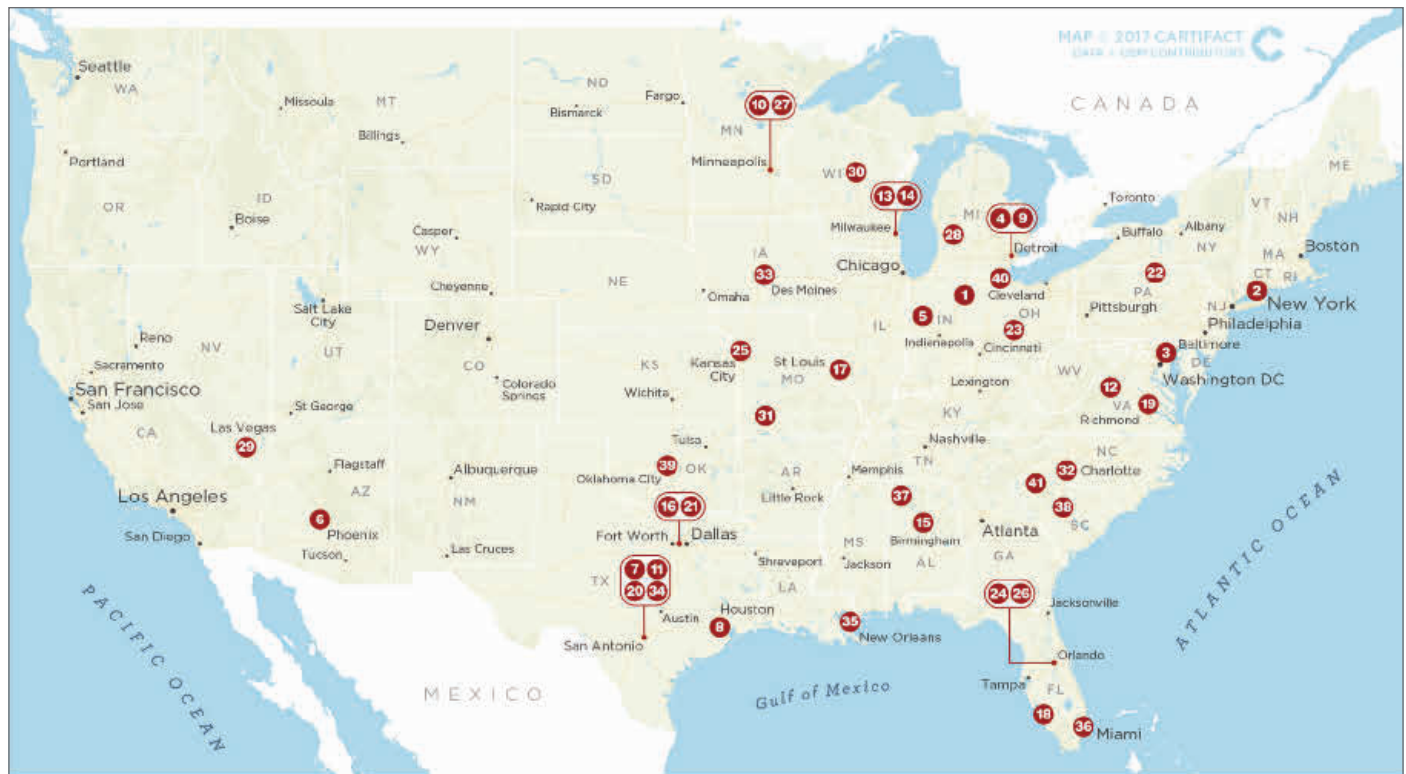 MAP © 2017 CARTIFACT
DATA © OSM CONTRIBUTORS
C
Seattle
WA
Missoula
MT
ND
Fargo
Bismarck
Billings
MN
10 27
Minneapolis
CANADA
ME
Portland
OR
ID
Boise
SD
Rapid City
WI
30
13 14
Milwaukee
MI
28
4 9
Detroit
Toronto
Buffalo
Albany
VT
NH
NY
MA
Boston
CT
RI
Casper
WY
Cheyenne
NE
IA
33
Des Moines
Omaha
Chicago
40
Cleveland
1
22
PA
Pittsburgh
2
NJ
New York
Philadelphia
Salt Lake
City
Denver
5
IL
IN
OH
23
Indianapolis
Cincinnati
3
Baltimore
DE
Washington DC
Reno
NV
UT
Sacramento
San Francisco
San Jose
CO
Colorado
Springs
KS
25
Kansas
City
St Louis
MO
17
Wichita
Lexington
WV
12
VA
19
Richmond
St George
CA
Las Vegas
29
31
KY
Nashville
TN
NC
32
Charlotte
Tulsa
39
OK
Oklahoma City
AR
Little Rock
Memphis
37
41
38
SC
Flagstaff
AZ
Albuquerque
NM
Los Angeles
San Diego
6
Phoenix
Tucson
Las Cruces
16 21
Fort Worth
Dallas
15
Birmingham
Atlanta
MS
AL
GA
Jackson
Shreveport
LA
TX
7 11
20 34
Austin
San Antonio
Houston
8
35
New Orleans
24 26
Jacksonville
Orlando
Tampa
FL
18
36
Miami
PACIFIC OCEAN
MEXICO
Gulf of Mexico
ATLANTIC OCEAN